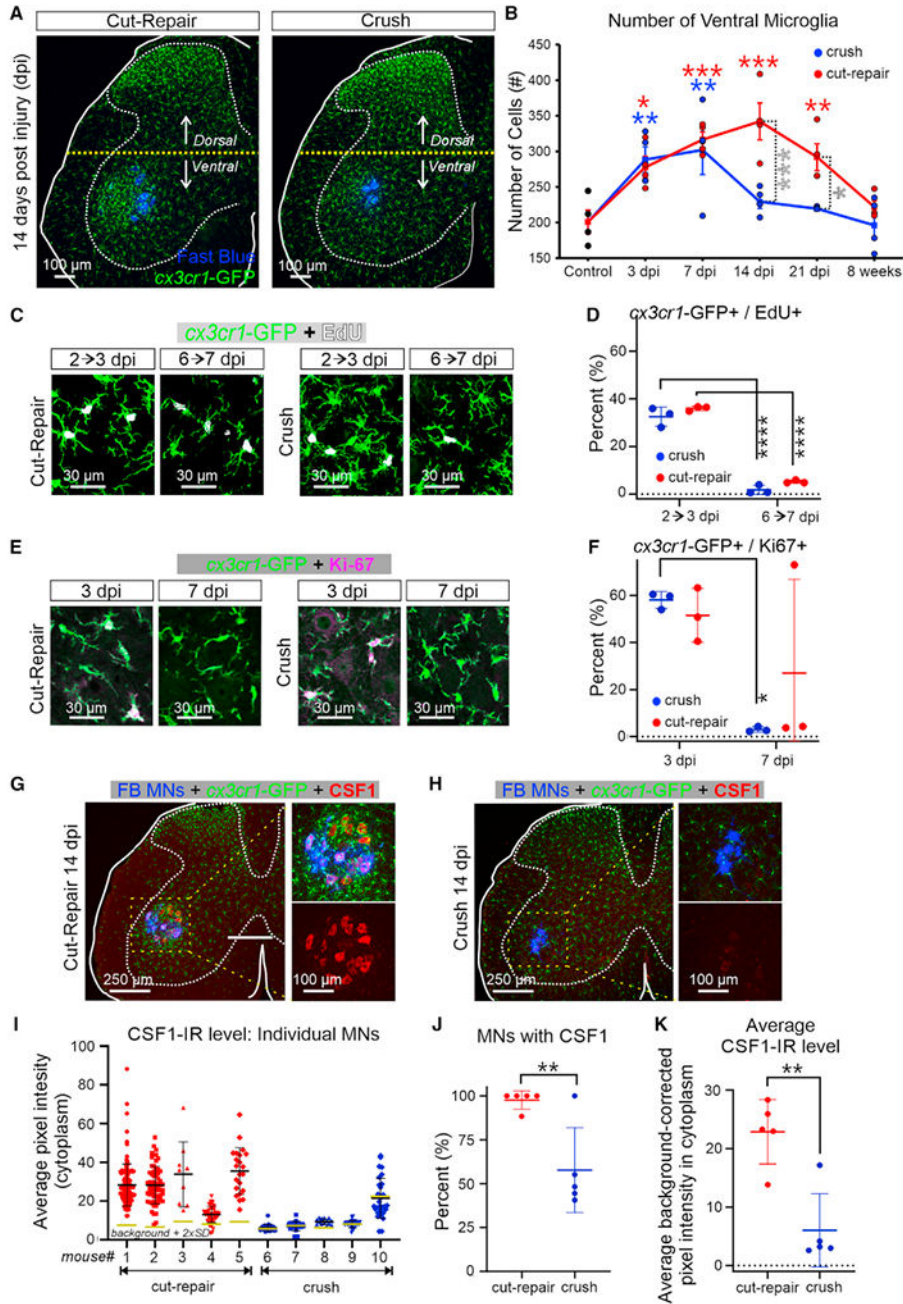 A
Cut-Repair
Crush
14 days post injury (dpi)
Dorsal
Ventral
Fast Blue
cx3cr1-GFP
100 µm
Dorsal
Ventral
100 µm
B
Number of Ventral Microglia
crush
cut-repair
Number of Cells (#)
450
400
350
300
250
200
150
*
**
***
**
***
**
***
*
Control
3 dpi
7 dpi
14 dpi
21 dpi
8 weeks
C
cx3cr1-GFP + EdU
2→3 dpi
6→7 dpi
2→3 dpi
6→7 dpi
Cut-Repair
Crush
30 µm
30 µm
30 µm
30 µm
D
cx3cr1-GFP+ / EdU+
Percent (%)
60
40
20
0
****
****
crush
cut-repair
2→3 dpi
6→7 dpi
E
cx3cr1-GFP + Ki-67
3 dpi
7 dpi
3 dpi
7 dpi
Cut-Repair
Crush
30 µm
30 µm
30 µm
30 µm
F
cx3cr1-GFP+ / Ki67+
Percent (%)
60
40
20
0
*
crush
cut-repair
3 dpi
7 dpi
G
FB MNs + cx3cr1-GFP + CSF1
Cut-Repair 14 dpi
250 µm
100 µm
H
FB MNs + cx3cr1-GFP + CSF1
Crush 14 dpi
250 µm
100 µm
I
CSF1-IR level: Individual MNs
Average pixel intesity
(cytoplasm)
100
80
60
40
20
0
background + 2xSD
mouse# 1 2 3 4 5 6 7 8 9 10
cut-repair
crush
J
MNs with CSF1
**
Percent (%)
100
50
0
cut-repair
crush
K
Average
CSF1-IR level
**
Average background-corrected
pixel intensity in cytoplasm
30
20
10
0
cut-repair
crush